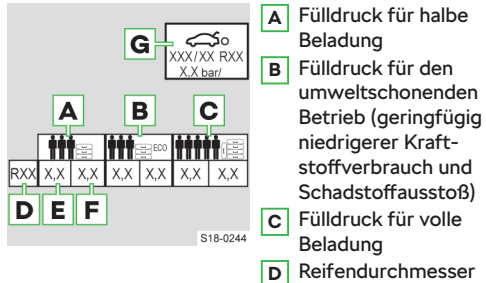 G
XXX/XX RXX
X,X bar/
A B C
ECO
RXX X,X X,X X,X X,X X,X X,X
D E F
S18-0244
A Fülldruck für halbe
Beladung
B Fülldruck für den
umweltschonenden
Betrieb (geringfügig
niedrigerer Kraft-
stoffverbrauch und
Schadstoffausstoß)
C Fülldruck für volle
Beladung
D Reifendurchmesser